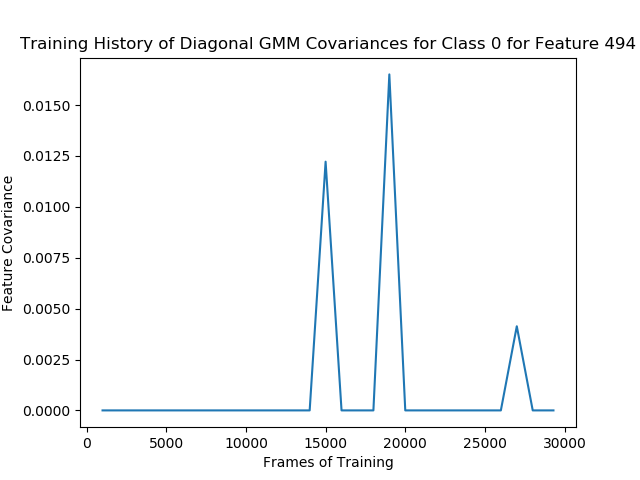 Training History of Diagonal GMM Covariances for Class 0 for Feature 494
0.0150
0.0125
0.0100
0.0075
0.0050
0.0025
0.0000
Feature Covariance
0 5000 10000 15000 20000 25000 30000
Frames of Training